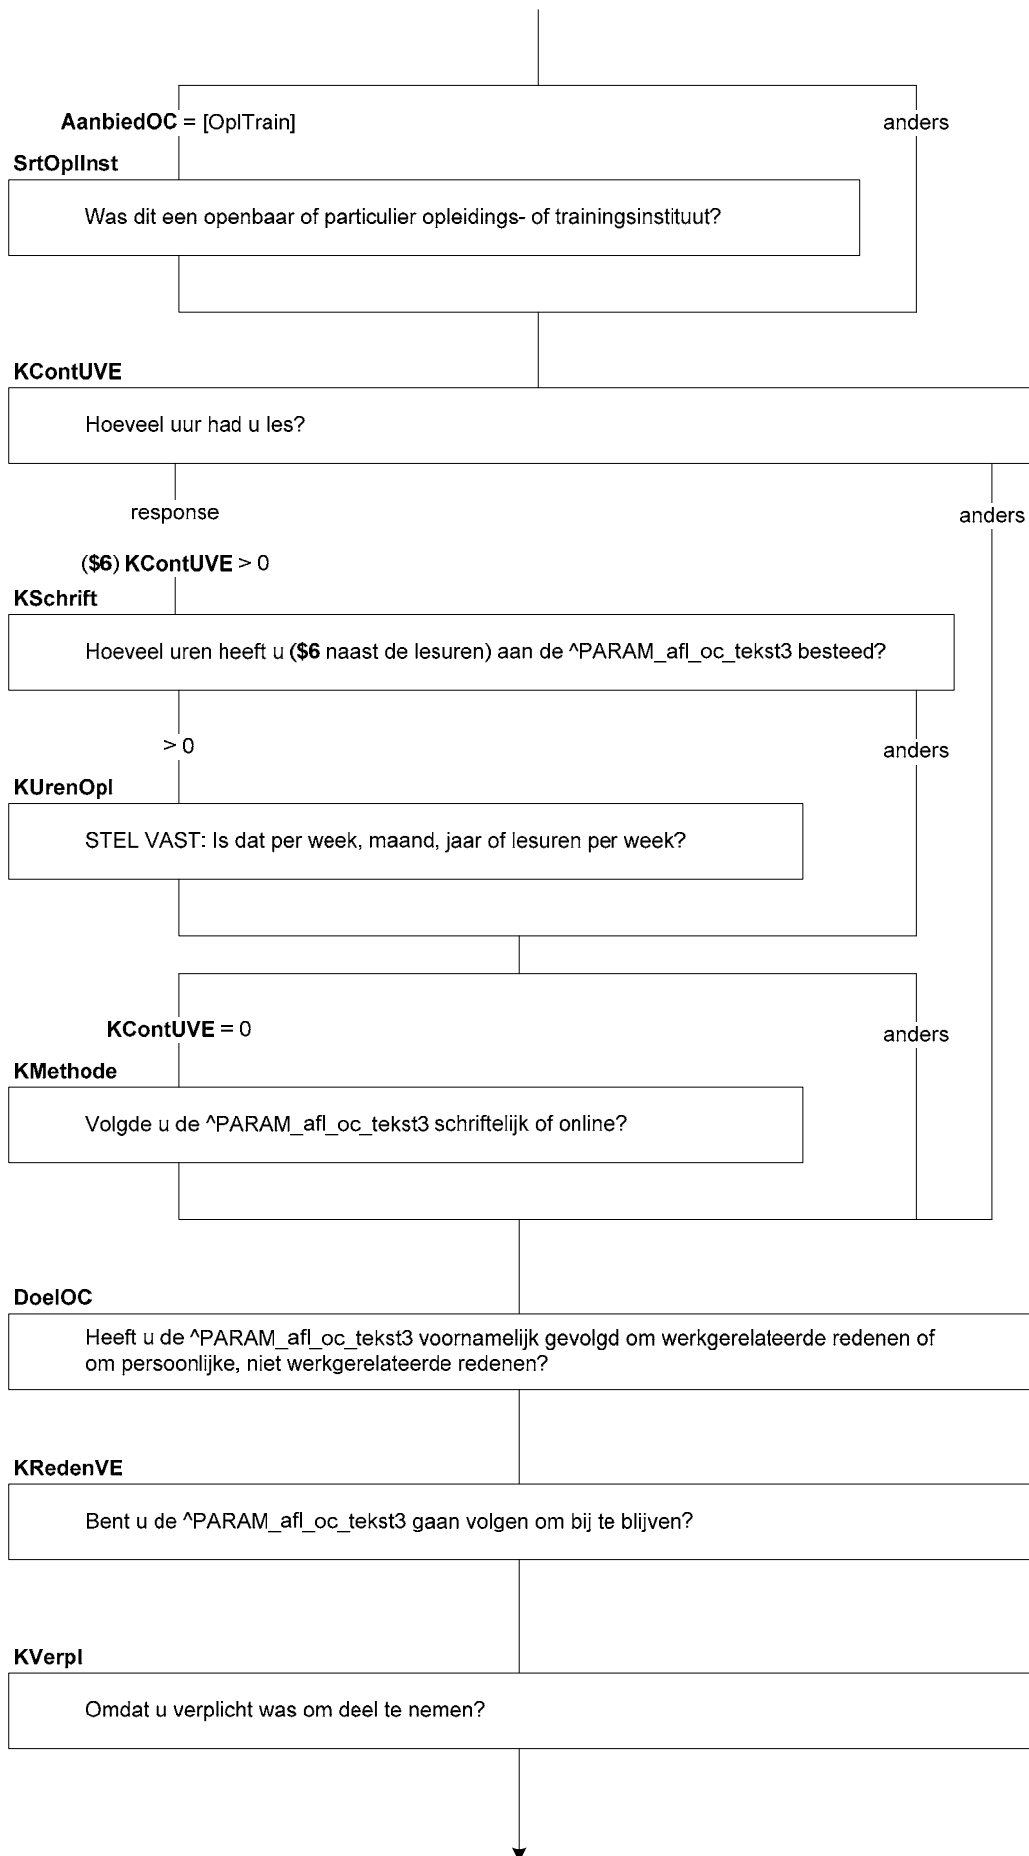 AanbiedOC = [OplTrain]
anders
SrtOplInst
Was dit een openbaar of particulier opleidings- of trainingsinstituut?
KContUVE
Hoeveel uur had u les?
response
anders
($6) KContUVE > 0
KSchrift
Hoeveel uren heeft u ($6 naast de lesuren) aan de ^PARAM_afl_oc_tekst3 besteed?
> 0
anders
KUrenOpl
STEL VAST: Is dat per week, maand, jaar of lesuren per week?
KContUVE = 0
anders
KMethode
Volgde u de ^PARAM_afl_oc_tekst3 schriftelijk of online?
DoelOC
Heeft u de ^PARAM_afl_oc_tekst3 voornamelijk gevolgd om werkgerelateerde redenen of
om persoonlijke, niet werkgerelateerde redenen?
KRedenVE
Bent u de ^PARAM_afl_oc_tekst3 gaan volgen om bij te blijven?
KVerpl
Omdat u verplicht was om deel te nemen?